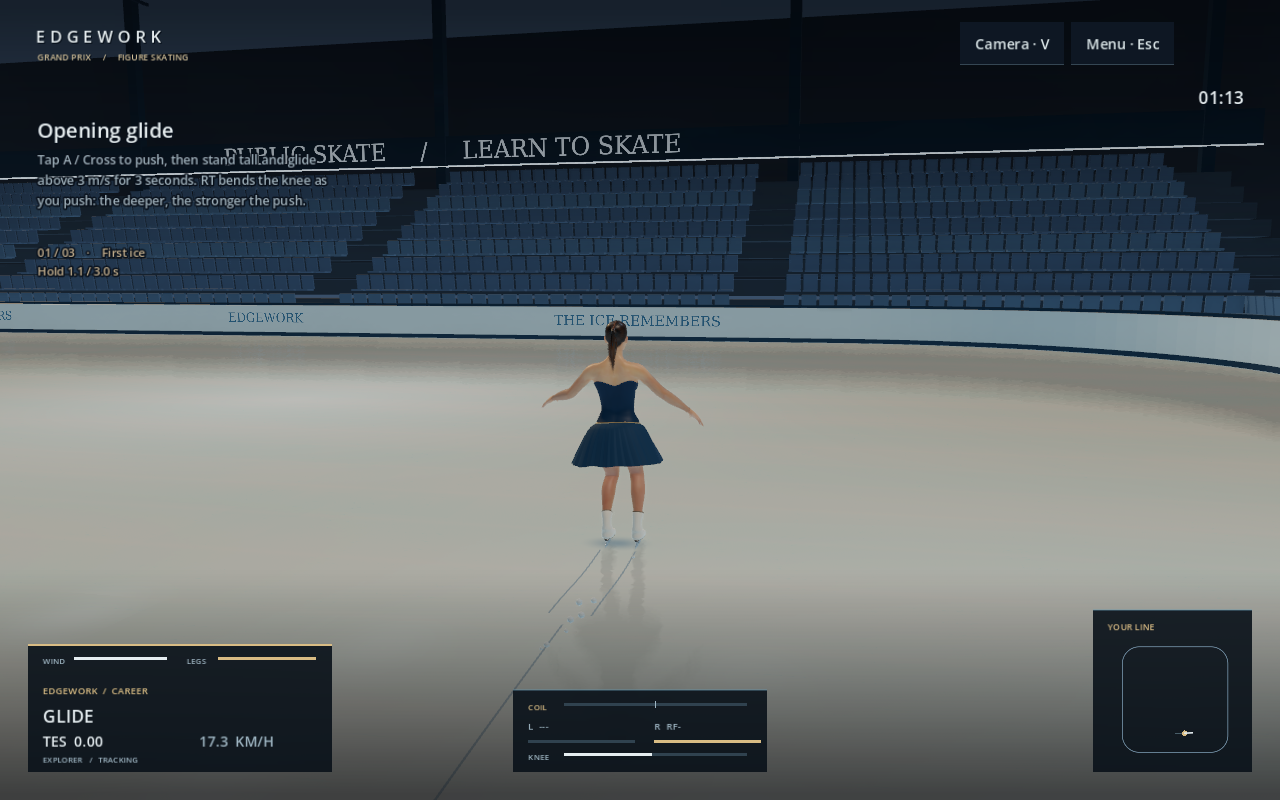 EDGEWORK
GRAND PRIX / FIGURE SKATING
Camera · V
Menu · Esc
01:13
Opening glide
PUBLIC SKATE / LEARN TO SKATE
Tap A / Cross to push, then stand tall and glide
above 3 m/s for 3 seconds. RT bends the knee as
you push: the deeper, the stronger the push.
01 / 03 · First ice
Hold 1.1 / 3.0 s
RS
EDGEWORK
THE ICE REMEMBERS
WIND
LEGS
EDGEWORK / CAREER
GLIDE
TES 0.00
17.3 KM/H
EXPLORER / TRACKING
COIL
L ---
R RF-
KNEE
YOUR LINE